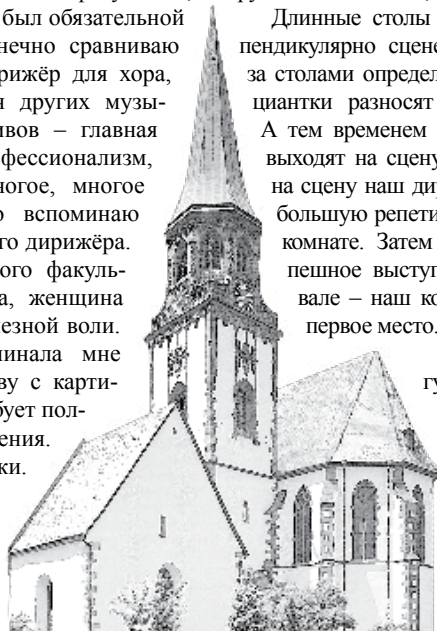 был обязательной
нечно сравниваю
рижёр для хора,
я других музы-
ивов – главная
фессионализм,
ногое, многое
о вспоминаю
го дирижёра.
ого факуль-
а, женщина
лезной воли.
минала мне
ву с карти-
бует пол-
ения.
ки.
Длинные столы
пендикулярно сцене
за столами определ
циантки разносят
А тем временем
выходят на сцену
на сцену наш ди
большую репети
комнате. Затем
пешное выступ
вале – наш ко
первое место.
гу